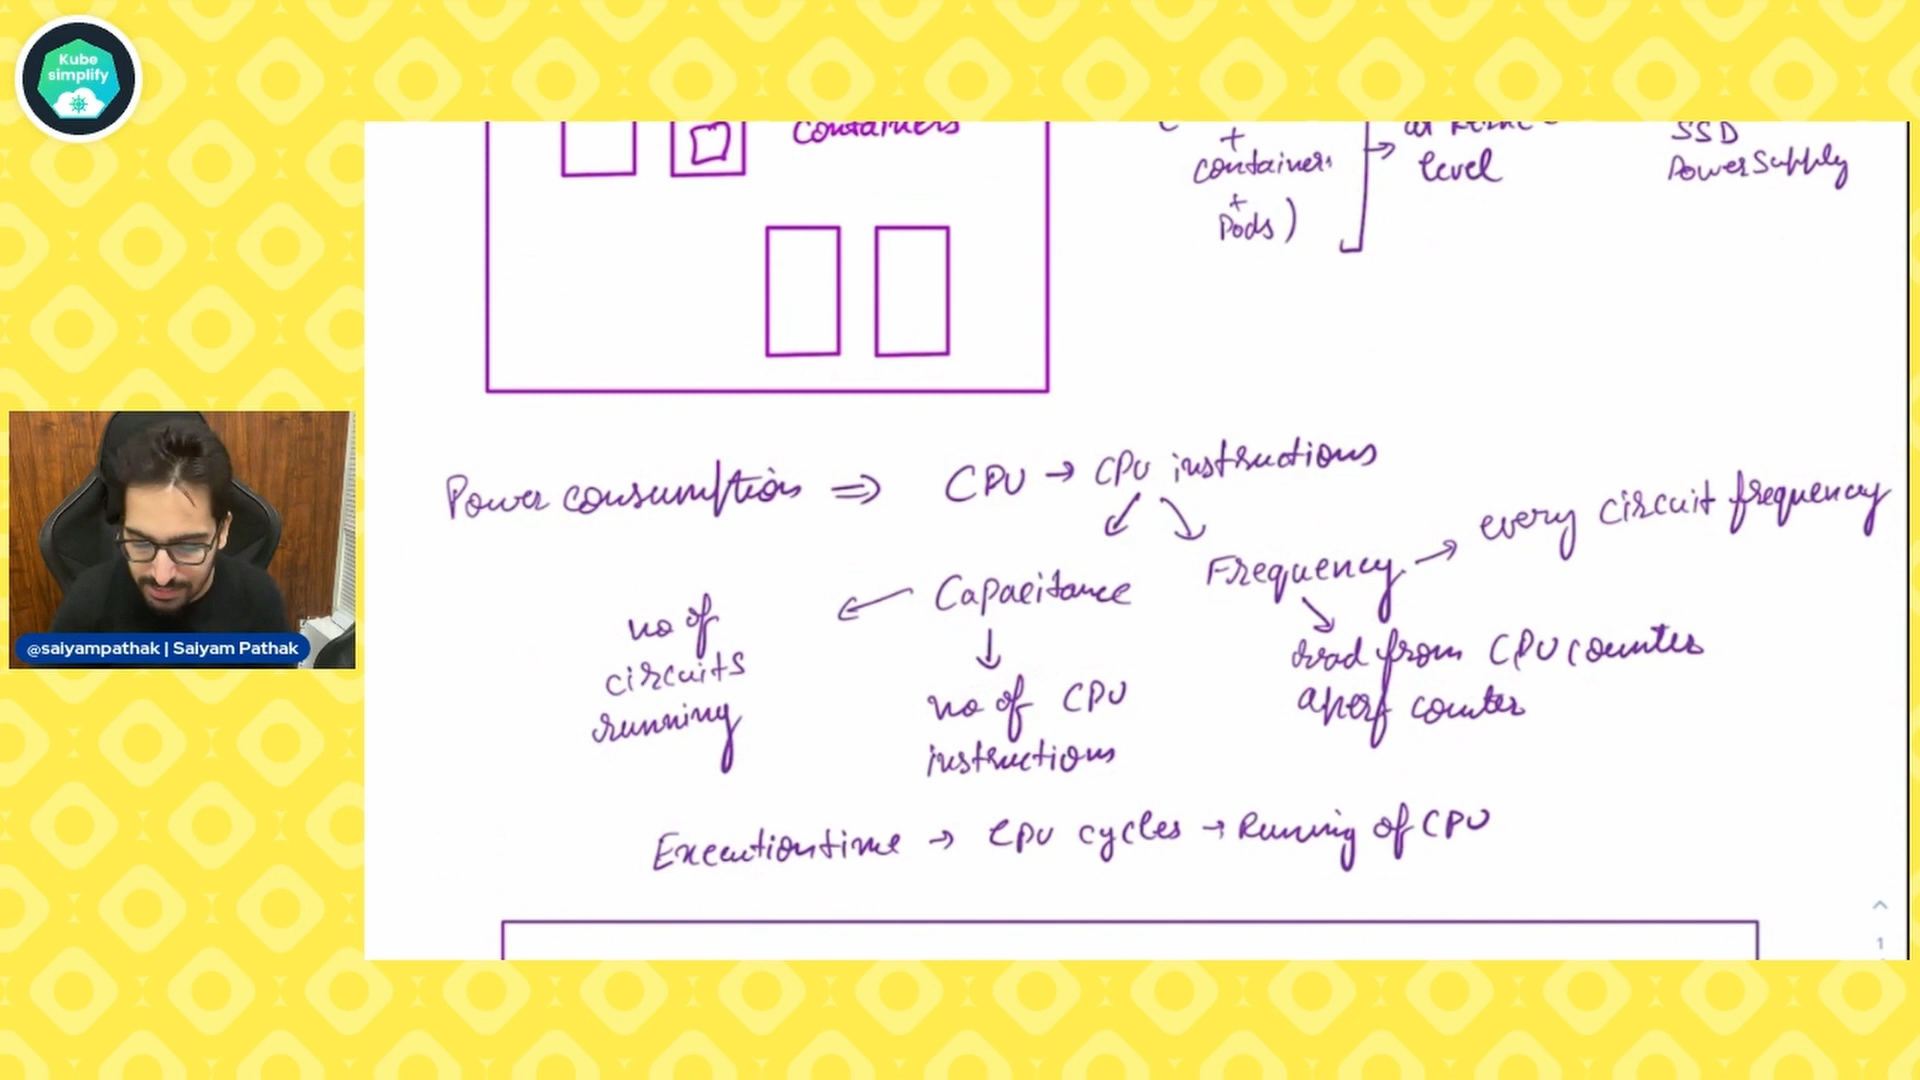 Kube
simplify
containers
+
containers
+
Pods)
level
SSD
Power Supply
Power consumption ⇒ CPU → CPU instructions
Capacitance
Frequency → every circuit frequency
no of
circuits
running
no of CPU
instructions
read from CPU counter
aperf counter
Execution time → CPU cycles → Running of CPU
@saiyampathak | Saiyam Pathak
1